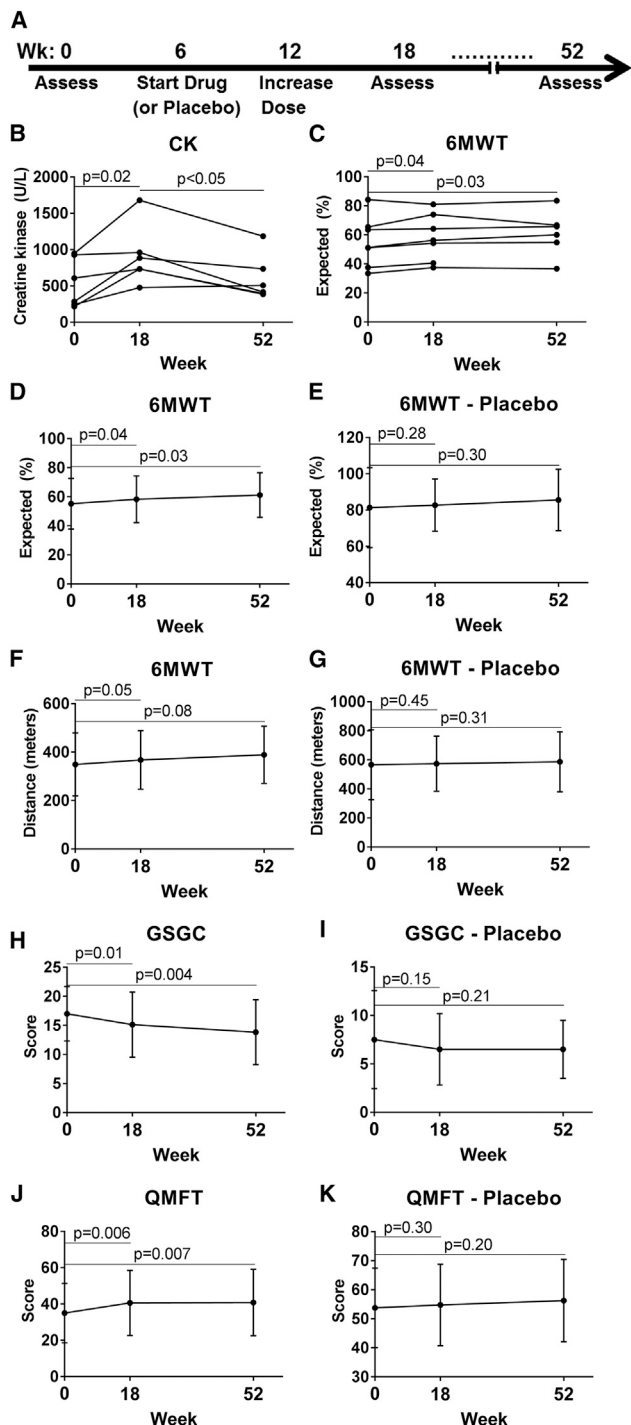 A
Wk: 0 6 12 18 ............ 52
Assess Start Drug Increase Assess Assess
(or Placebo) Dose
B CK
p=0.02 p<0.05
2000
1500
1000
500
0
Creatine kinase (U/L)
0 18 52
Week
C 6MWT
p=0.04
p=0.03
100
80
60
40
20
0
Expected (%)
0 18 52
Week
D 6MWT
p=0.04
p=0.03
100
80
60
40
20
0
Expected (%)
0 18 52
Week
E 6MWT - Placebo
p=0.28
p=0.30
120
100
80
60
40
Expected (%)
0 18 52
Week
F 6MWT
p=0.05
p=0.08
600
400
200
0
Distance (meters)
0 18 52
Week
G 6MWT - Placebo
p=0.45
p=0.31
1000
800
600
400
200
0
Distance (meters)
0 18 52
Week
H GSGC
p=0.01
p=0.004
25
20
15
10
5
0
Score
0 18 52
Week
I GSGC - Placebo
p=0.15
p=0.21
15
10
5
0
Score
0 18 52
Week
J QMFT
p=0.006
p=0.007
80
60
40
20
0
Score
0 18 52
Week
K QMFT - Placebo
p=0.30
p=0.20
80
70
60
50
40
30
Score
0 18 52
Week